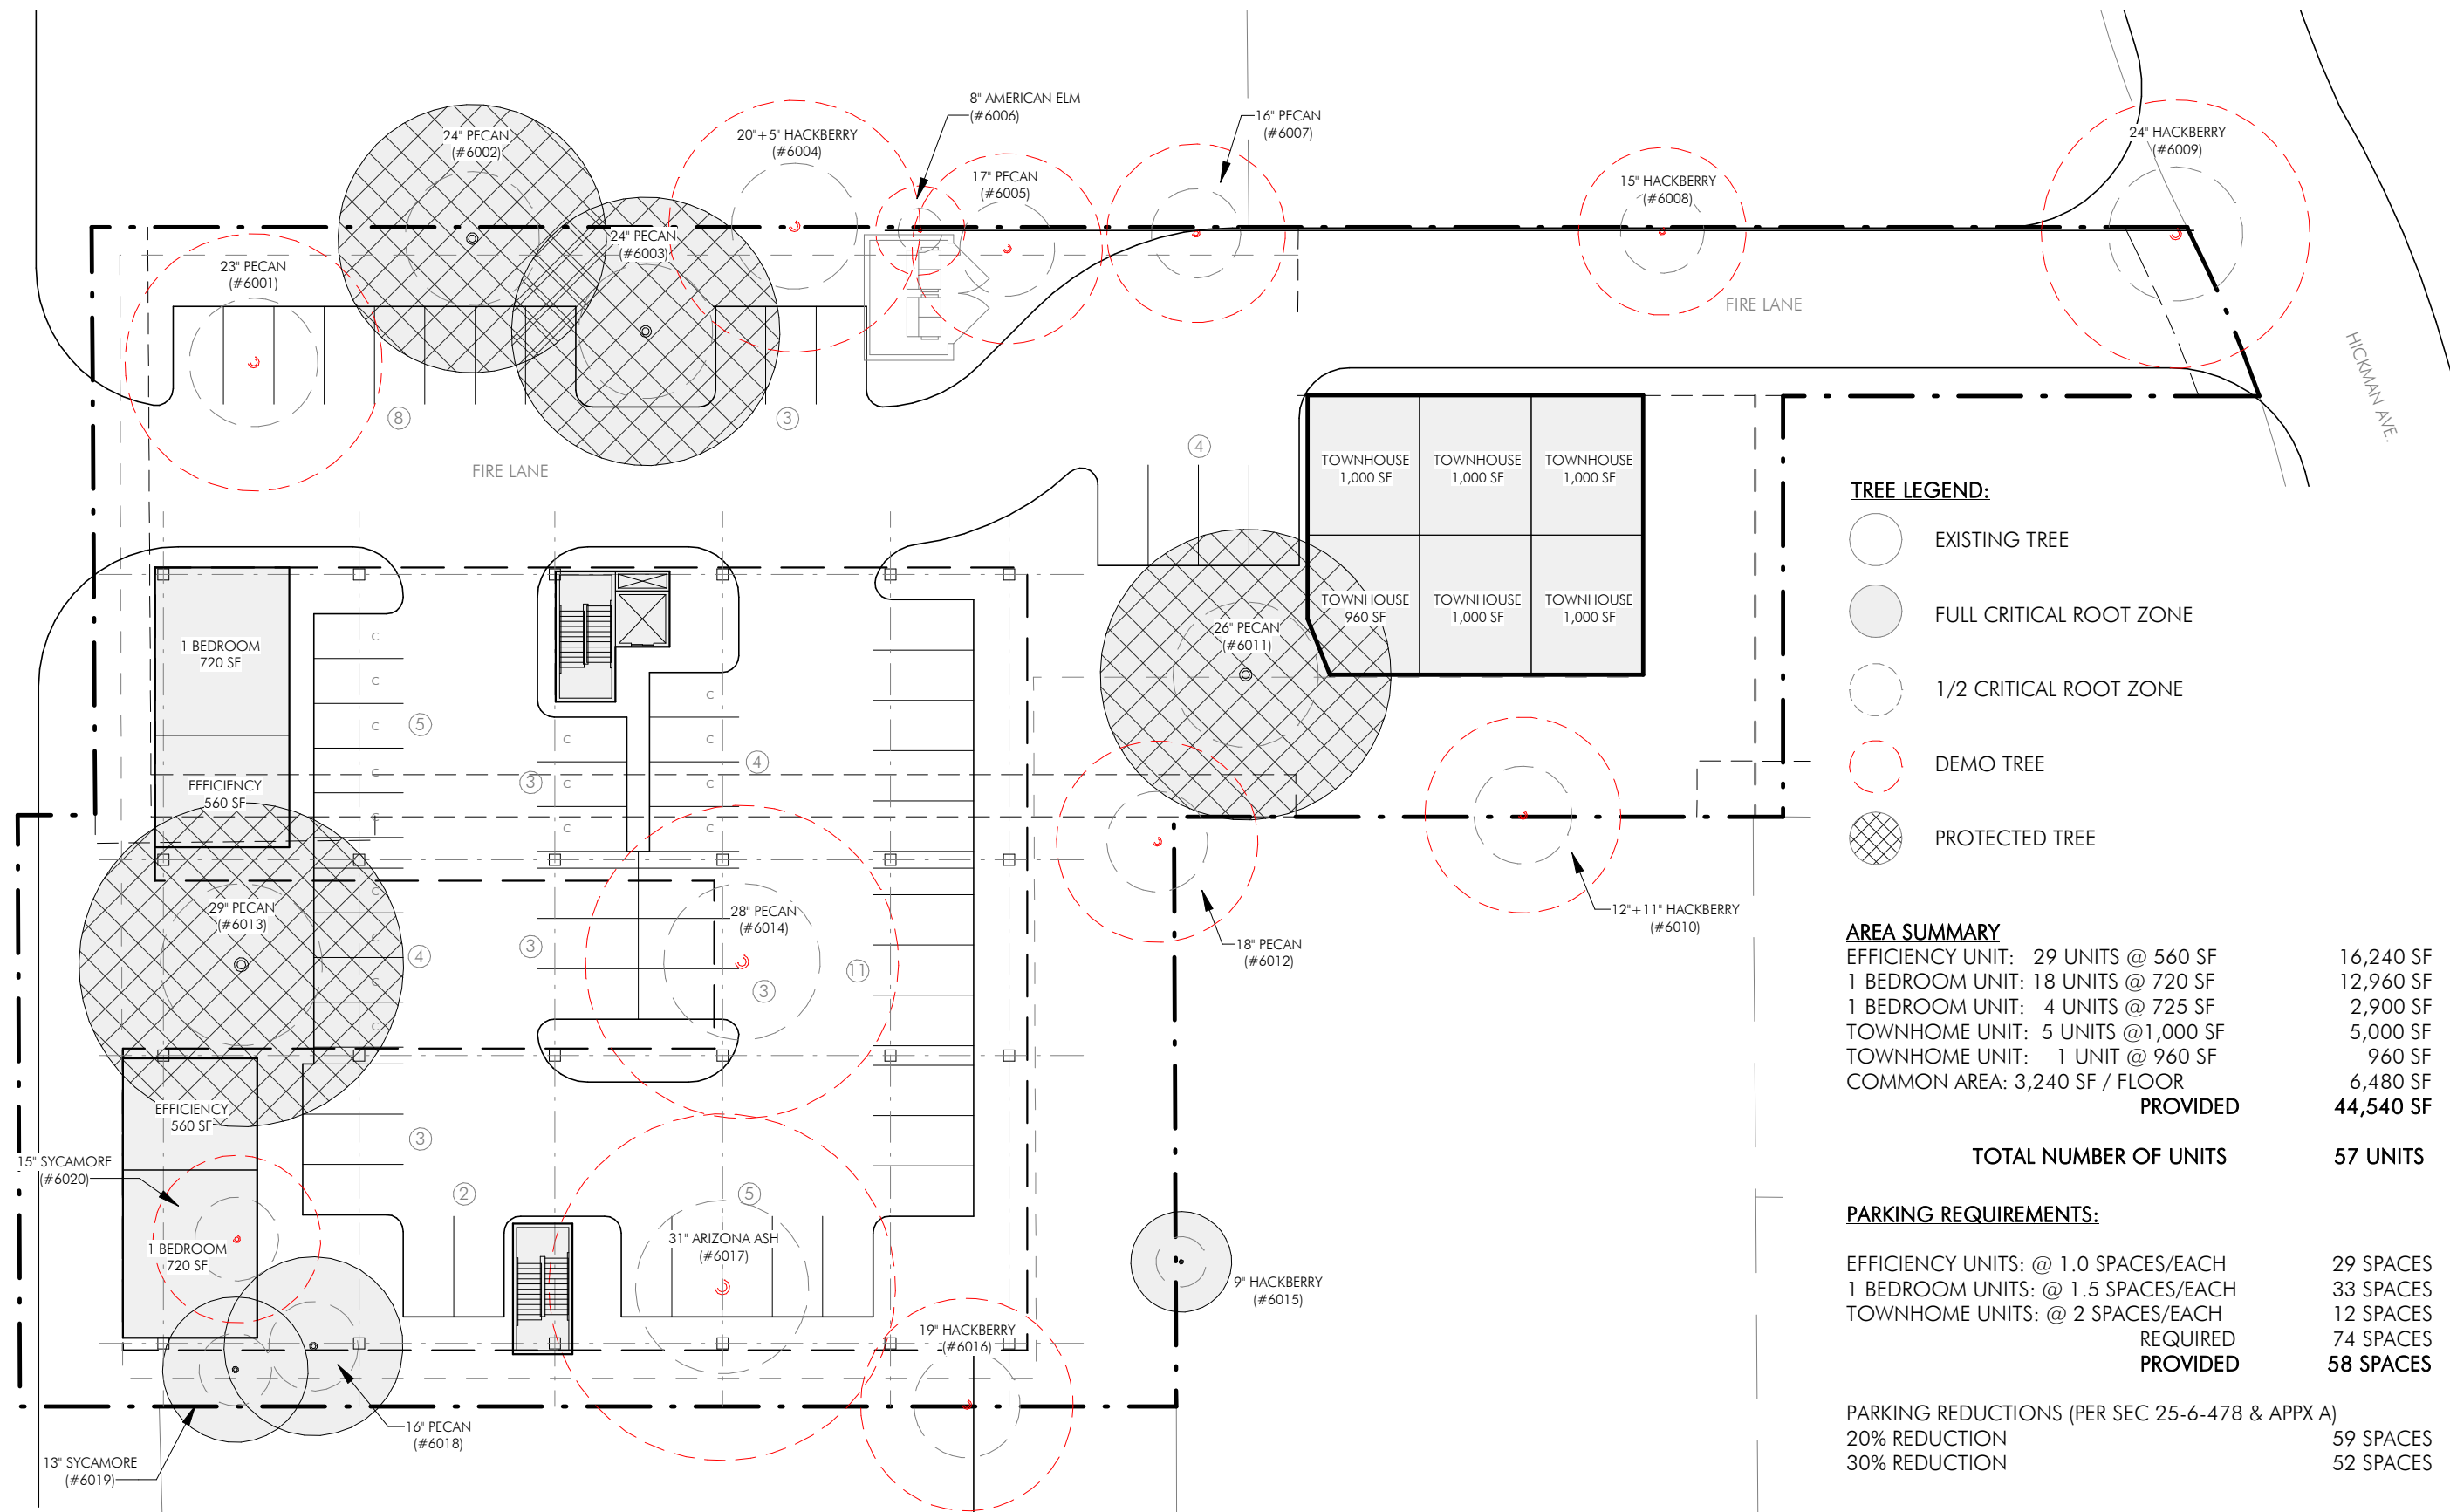 8" AMERICAN ELM
(#6006)
16" PECAN
(#6007)
24" PECAN
(#6002)
20"+5" HACKBERRY
(#6004)
24" HACKBERRY
(#6009)
17" PECAN
(#6005)
15" HACKBERRY
(#6008)
24" PECAN
(#6003)
23" PECAN
(#6001)
FIRE LANE
HICKMAN AVE.
8
3
4
FIRE LANE
TOWNHOUSE
1,000 SF
TOWNHOUSE
1,000 SF
TOWNHOUSE
1,000 SF
TOWNHOUSE
960 SF
TOWNHOUSE
1,000 SF
TOWNHOUSE
1,000 SF
1 BEDROOM
720 SF
EFFICIENCY
560 SF
C
C
C
C
C
5
C
C
C
C
3
C
C
C
C
4
26" PECAN
(#6011)
29" PECAN
(#6013)
C
C
C
C
4
3
28" PECAN
(#6014)
3
11
18" PECAN
(#6012)
12"+11" HACKBERRY
(#6010)
EFFICIENCY
560 SF
3
15" SYCAMORE
(#6020)
1 BEDROOM
720 SF
2
5
31" ARIZONA ASH
(#6017)
9" HACKBERRY
(#6015)
19" HACKBERRY
(#6016)
16" PECAN
(#6018)
13" SYCAMORE
(#6019)
TREE LEGEND:
EXISTING TREE
FULL CRITICAL ROOT ZONE
1/2 CRITICAL ROOT ZONE
DEMO TREE
PROTECTED TREE
AREA SUMMARY
EFFICIENCY UNIT: 29 UNITS @ 560 SF 16,240 SF
1 BEDROOM UNIT: 18 UNITS @ 720 SF 12,960 SF
1 BEDROOM UNIT: 4 UNITS @ 725 SF 2,900 SF
TOWNHOME UNIT: 5 UNITS @1,000 SF 5,000 SF
TOWNHOME UNIT: 1 UNIT @ 960 SF 960 SF
COMMON AREA: 3,240 SF / FLOOR 6,480 SF
PROVIDED 44,540 SF
TOTAL NUMBER OF UNITS 57 UNITS
PARKING REQUIREMENTS:
EFFICIENCY UNITS: @ 1.0 SPACES/EACH 29 SPACES
1 BEDROOM UNITS: @ 1.5 SPACES/EACH 33 SPACES
TOWNHOME UNITS: @ 2 SPACES/EACH 12 SPACES
REQUIRED 74 SPACES
PROVIDED 58 SPACES
PARKING REDUCTIONS (PER SEC 25-6-478 & APPX A)
20% REDUCTION 59 SPACES
30% REDUCTION 52 SPACES